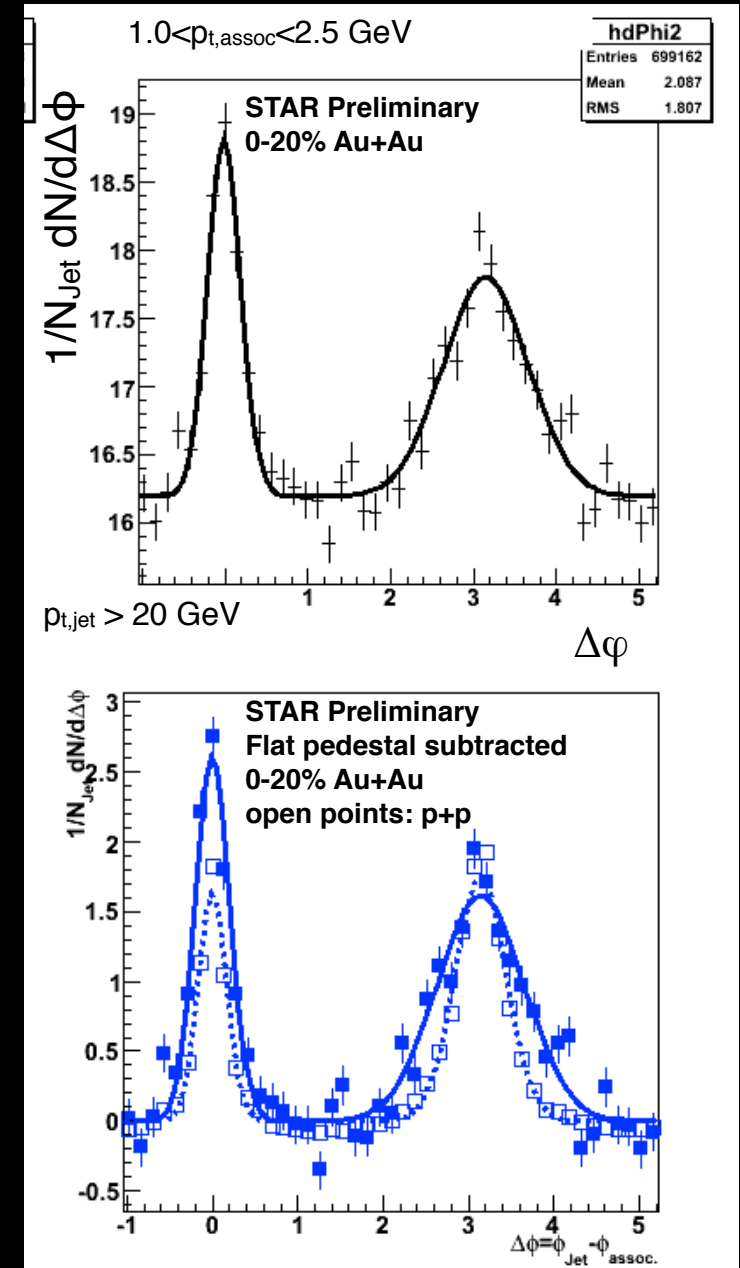 1.0<pt,assoc<2.5 GeV
hdPhi2
Entries 699162
Mean 2.087
RMS 1.807
1/NJet dN/dΔϕ
STAR Preliminary
0-20% Au+Au
19
18.5
18
17.5
17
16.5
16
1 2 3 4 5
pt,jet > 20 GeV
Δφ
1/NJet dN/dΔϕ
STAR Preliminary
Flat pedestal subtracted
0-20% Au+Au
open points: p+p
3
2.5
2
1.5
1
0.5
0
-0.5
-1 0 1 2 3 4 5
Δϕ=ϕJet-ϕassoc.